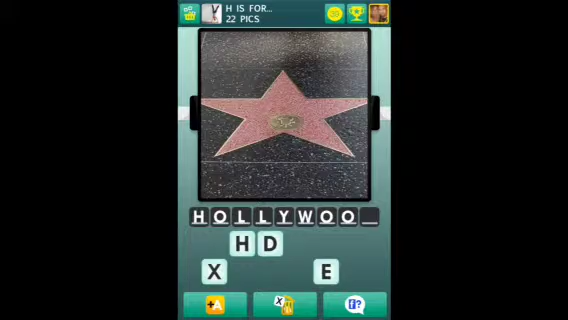 H IS FOR...
22 PICS
HOLLYWOO_
H D
X E
+A
X
f?